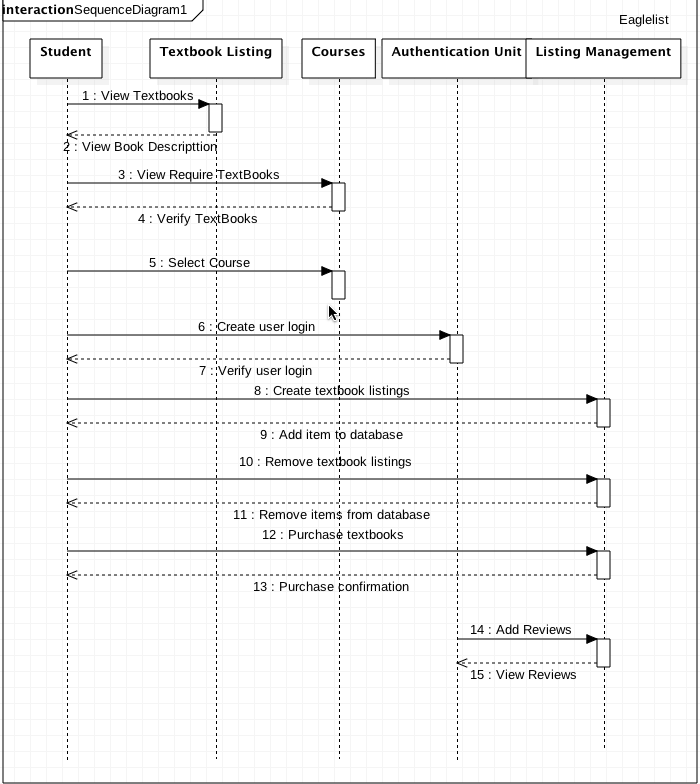 interactionSequenceDiagram1
Eaglelist
Student
Textbook Listing
Courses
Authentication Unit
Listing Management
1 : View Textbooks
2 : View Book Descripttion
3 : View Require TextBooks
4 : Verify TextBooks
5 : Select Course
6 : Create user login
7 : Verify user login
8 : Create textbook listings
9 : Add item to database
10 : Remove textbook listings
11 : Remove items from database
12 : Purchase textbooks
13 : Purchase confirmation
14 : Add Reviews
15 : View Reviews